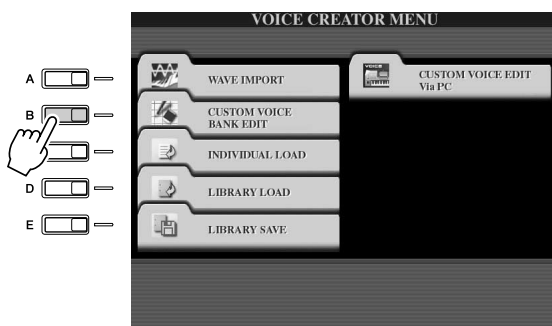 VOICE CREATOR MENU
A
WAVE IMPORT
CUSTOM VOICE EDIT
Via PC
B
CUSTOM VOICE
BANK EDIT
INDIVIDUAL LOAD
D
LIBRARY LOAD
E
LIBRARY SAVE
VOICE